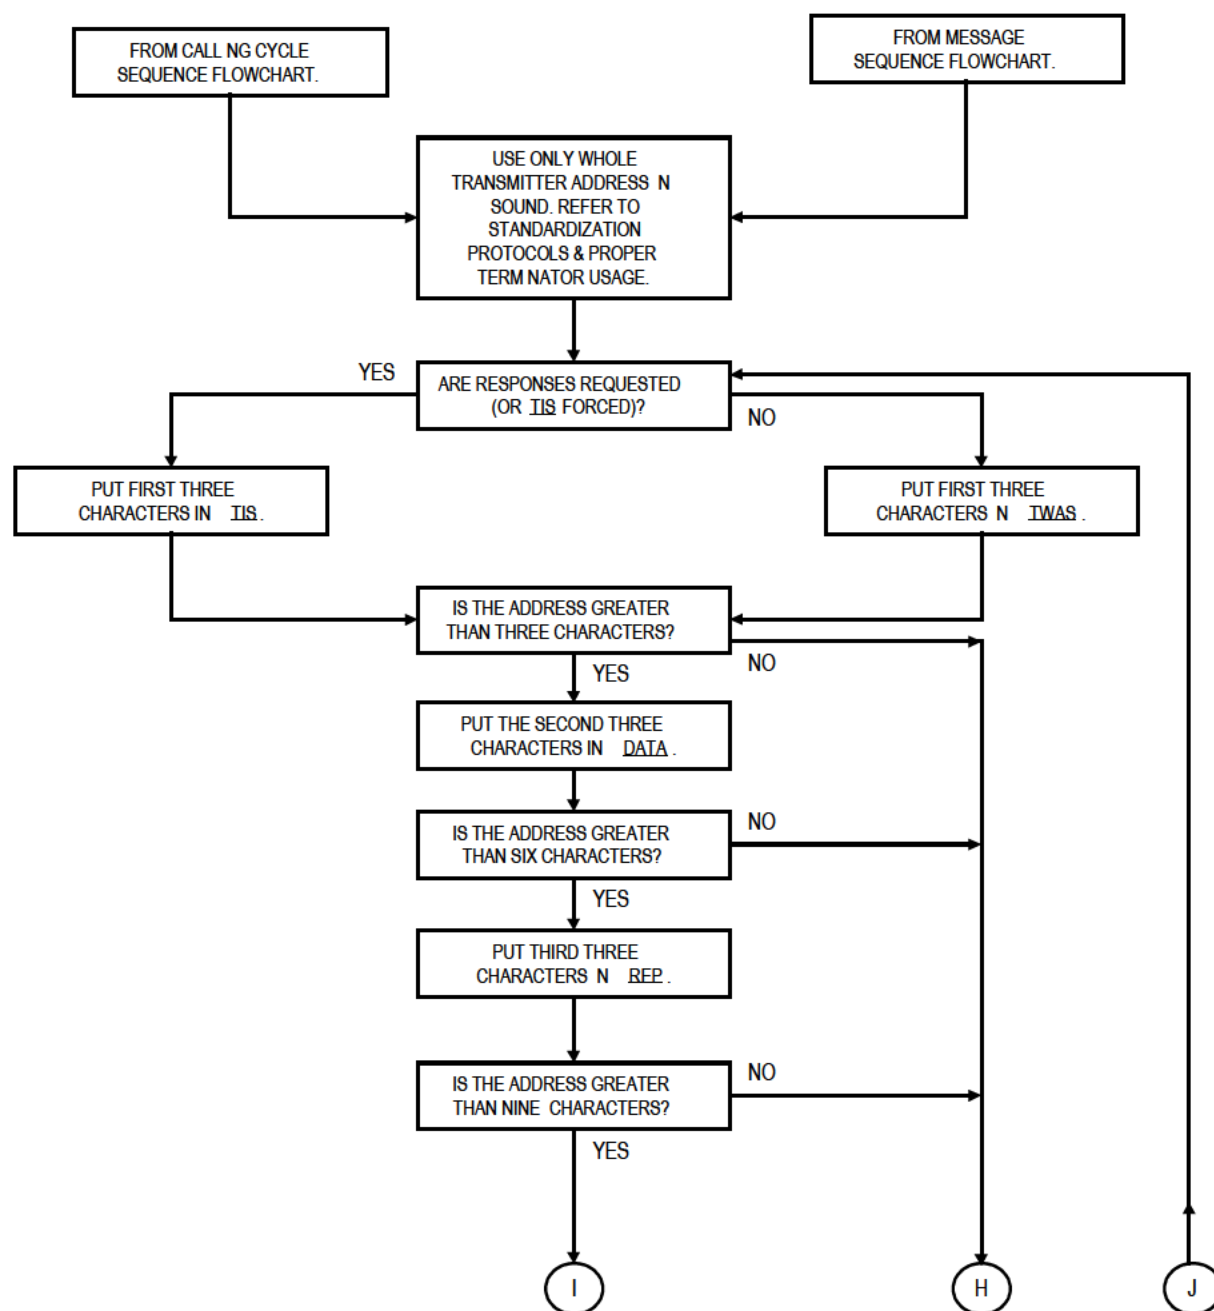 FROM CALL NG CYCLE
SEQUENCE FLOWCHART.
FROM MESSAGE
SEQUENCE FLOWCHART.
USE ONLY WHOLE
TRANSMITTER ADDRESS N
SOUND. REFER TO
STANDARDIZATION
PROTOCOLS & PROPER
TERM NATOR USAGE.
YES
ARE RESPONSES REQUESTED
(OR TIS FORCED)?
NO
PUT FIRST THREE
CHARACTERS IN TIS .
PUT FIRST THREE
CHARACTERS N TWAS .
IS THE ADDRESS GREATER
THAN THREE CHARACTERS?
NO
YES
PUT THE SECOND THREE
CHARACTERS IN DATA .
IS THE ADDRESS GREATER
THAN SIX CHARACTERS?
NO
YES
PUT THIRD THREE
CHARACTERS N REP .
IS THE ADDRESS GREATER
THAN NINE CHARACTERS?
NO
YES
I
H
J